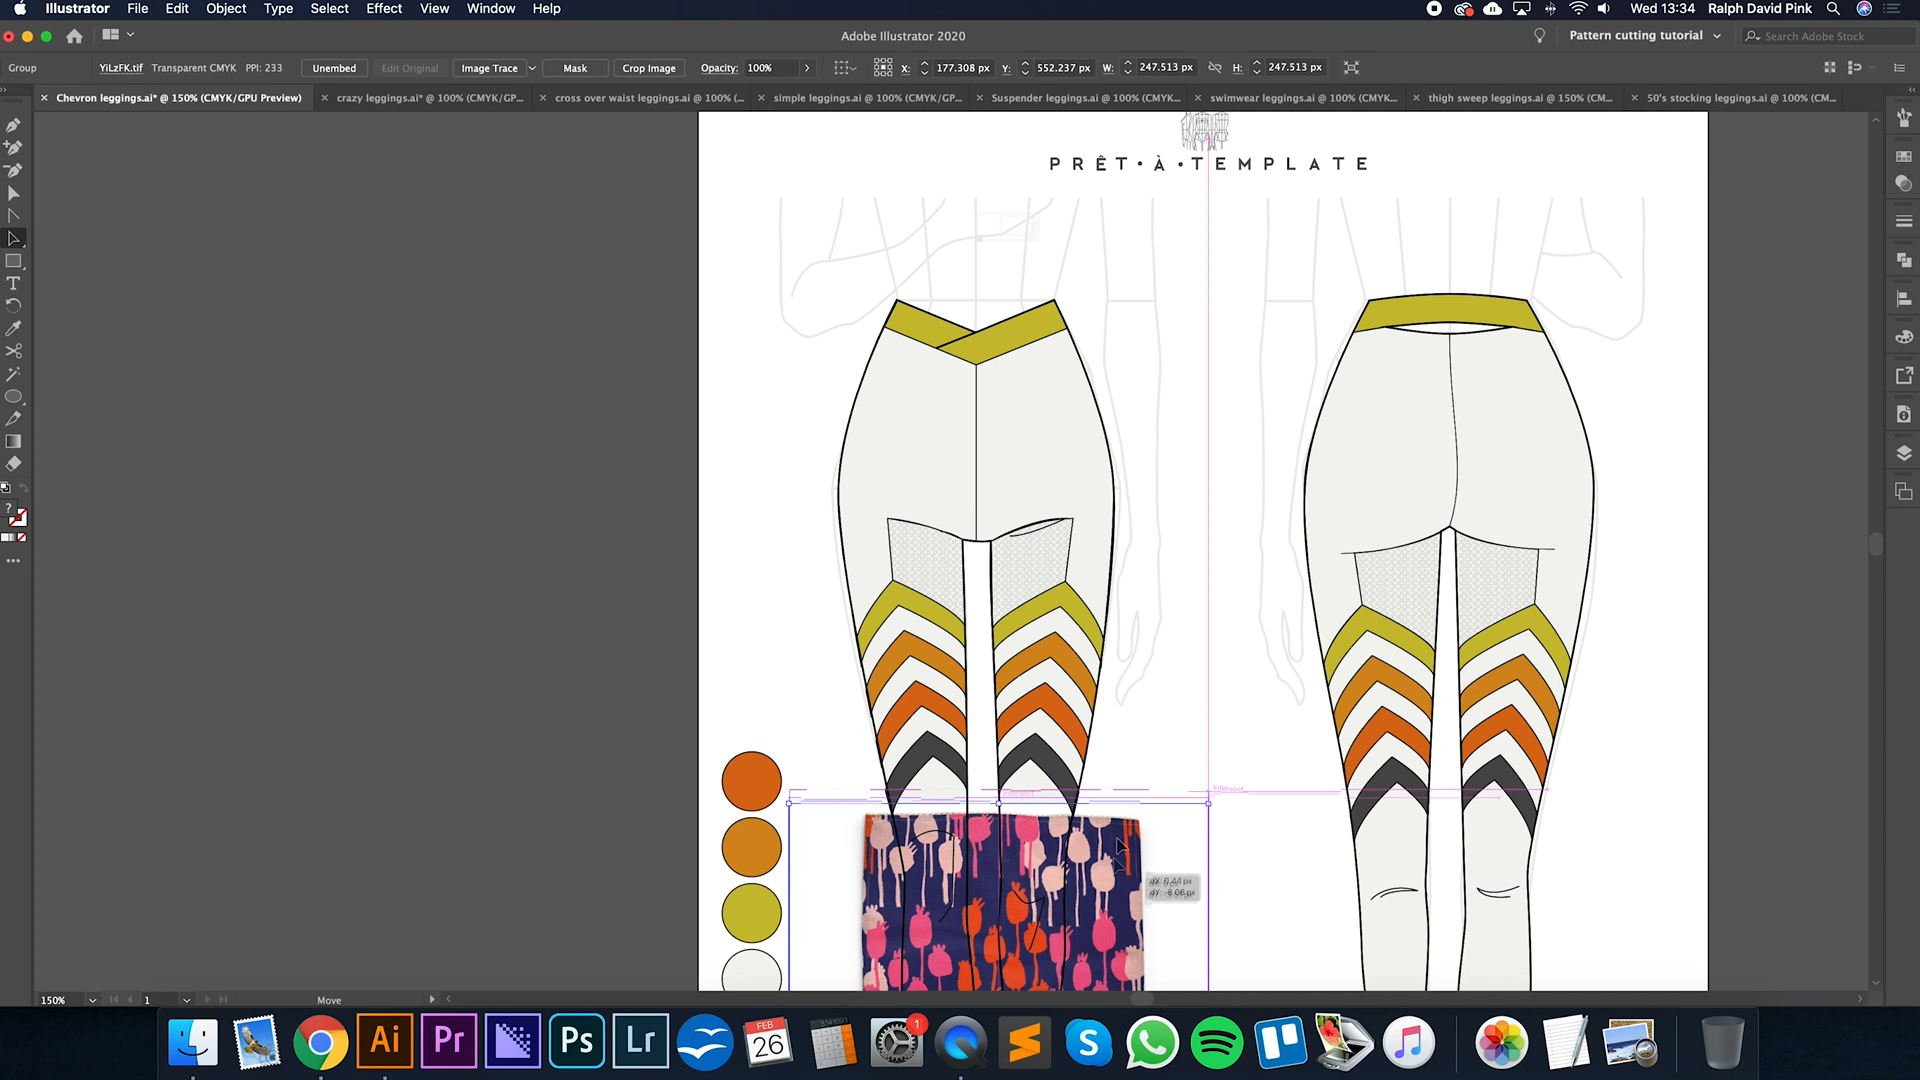 Illustrator File Edit Object Type Select Effect View Window Help Wed 13:34 Ralph David Pink
Adobe Illustrator 2020 Pattern cutting tutorial Search Adobe Stock
Group YiLzFK.tif Transparent CMYK PPI: 233 Unembed Edit Original Image Trace Mask Crop Image Opacity: 100% X: 177.308 px Y: 552.237 px W: 247.513 px H: 247.513 px
Chevron leggings.ai* @ 150% (CMYK/GPU Preview) crazy leggings.ai* @ 100% (CMYK/GP... cross over waist leggings.ai @ 100% (... simple leggings.ai @ 100% (CMYK/GP... Suspender leggings.ai @ 100% (CMYK... swimwear leggings.ai @ 100% (CMYK... thigh sweep leggings.ai @ 150% (CM... 50's stocking leggings.ai @ 100% (CM...
PRÊT•À•TEMPLATE
150% 1 Move
1
Ai Pr Ps Lr FEB 26